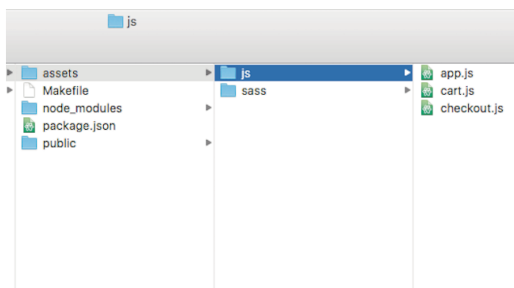 js
assets
Makefile
node_modules
package.json
public
js
sass
app.js
cart.js
checkout.js